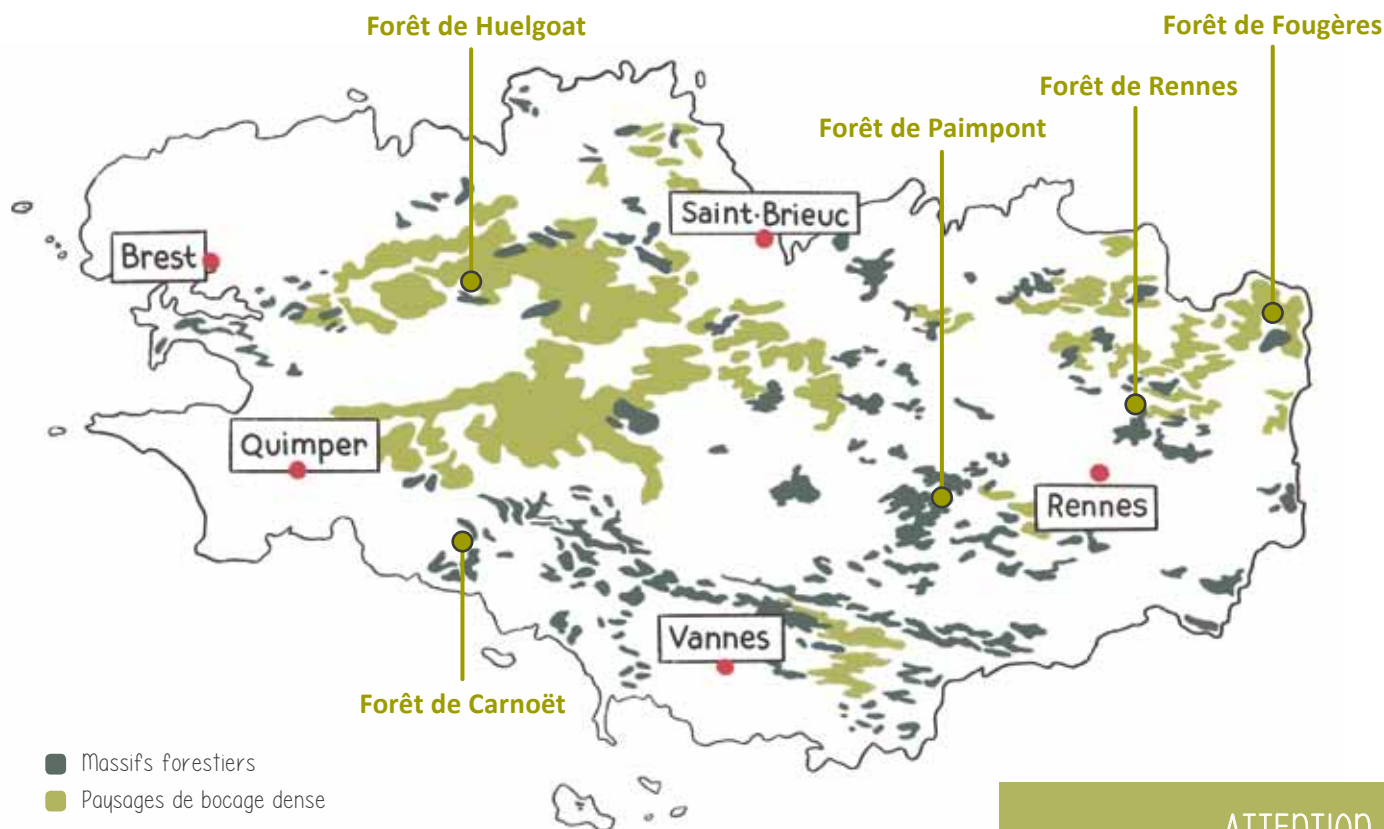 Forêt de Huelgoat
Forêt de Fougères
Forêt de Rennes
Forêt de Paimpont
Saint-Brieuc
Brest
Quimper
Rennes
Vannes
Forêt de Carnoët
Massifs forestiers
Paysages de bocage dense
ATTENTION